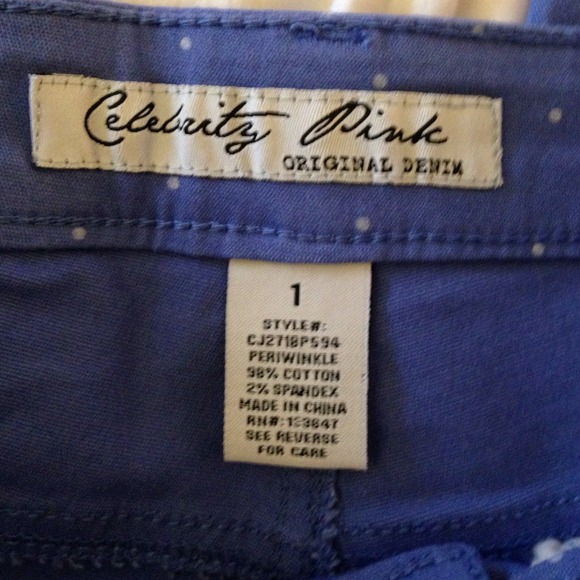 Celebrity Pink
ORIGINAL DENIM
1
STYLE#:
CJ2718P594
PERIWINKLE
98% COTTON
2% SPANDEX
MADE IN CHINA
RN#:
SEE REVERSE
FOR CARE